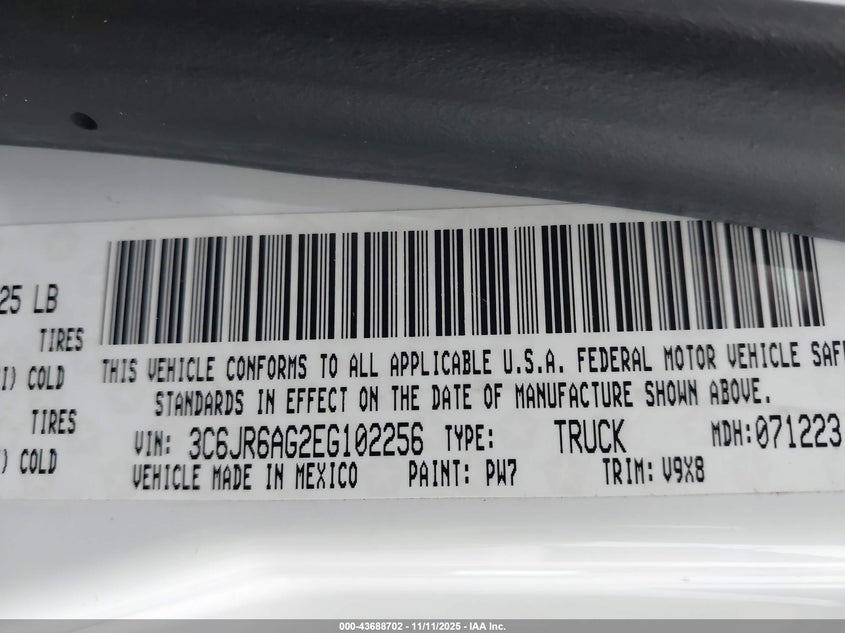 25 LB
TIRES
I) COLD
TIRES
) COLD
THIS VEHICLE CONFORMS TO ALL APPLICABLE U.S.A. FEDERAL MOTOR VEHICLE SAF
STANDARDS IN EFFECT ON THE DATE OF MANUFACTURE SHOWN ABOVE.
VIN: 3C6JR6AG2EG102256 TYPE: TRUCK MDH:071223
VEHICLE MADE IN MEXICO PAINT: PW7 TRIM: V9X8
000-43688702 - 11/11/2025 - IAA Inc.